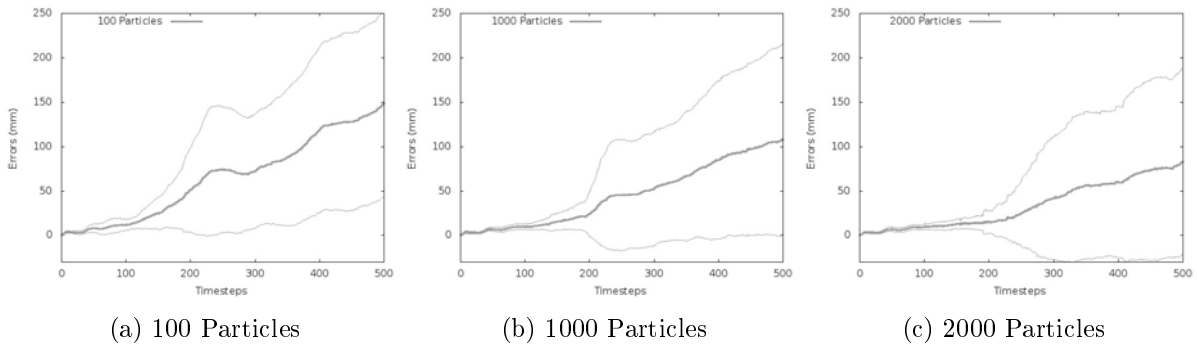 250
200
150
100
50
0
Errors (mm)
100 Particles
0 100 200 300 400 500
Timesteps
(a) 100 Particles
250
200
150
100
50
0
Errors (mm)
1000 Particles
0 100 200 300 400 500
Timesteps
(b) 1000 Particles
250
200
150
100
50
0
Errors (mm)
2000 Particles
0 100 200 300 400 500
Timesteps
(c) 2000 Particles